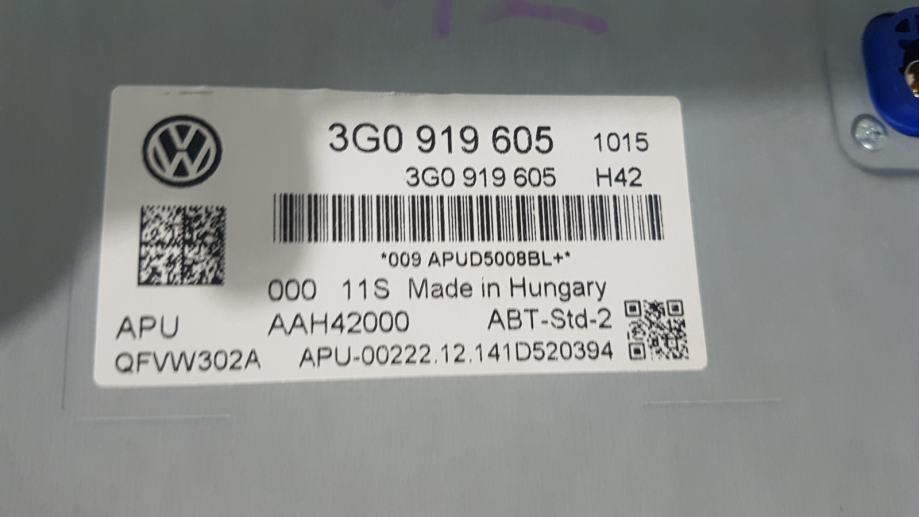 3G0 919 605 1015
3G0 919 605 H42
*009 APUD5008BL+*
000 11S Made in Hungary
APU AAH42000 ABT-Std-2
QFVW302A APU-00222.12.141D520394